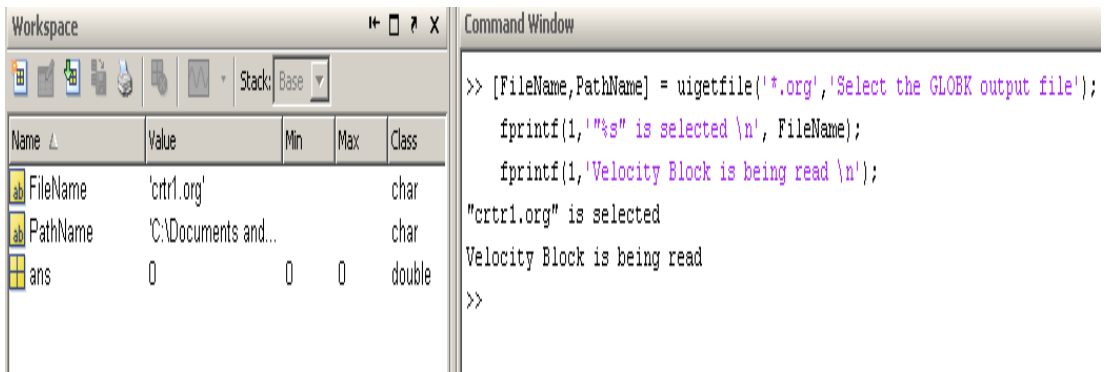 Workspace
Stack: Base
Name Value Min Max Class
ab FileName 'crtr1.org' char
ab PathName 'C:\Documents and... char
ans 0 0 0 double
Command Window
>> [FileName,PathName] = uigetfile('*.org','Select the GLOBK output file');
fprintf(1,'"%s" is selected \n', FileName);
fprintf(1,'Velocity Block is being read \n');
"crtr1.org" is selected
Velocity Block is being read
>>